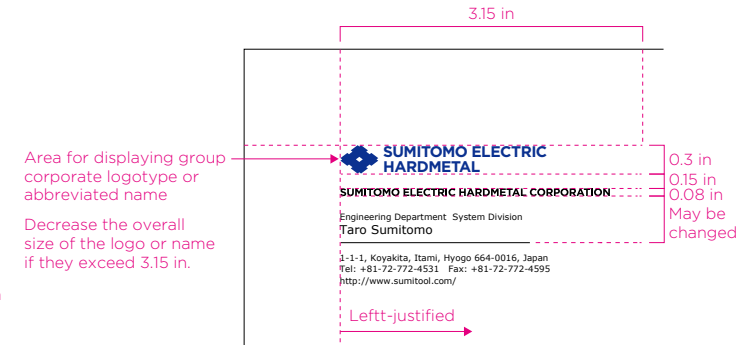 3.15 in
Area for displaying group
corporate logotype or
abbreviated name
Decrease the overall
size of the logo or name
if they exceed 3.15 in.
SUMITOMO ELECTRIC
HARDMETAL
SUMITOMO ELECTRIC HARDMETAL CORPORATION
Engineering Department System Division
Taro Sumitomo
1-1-1, Koyakita, Itami, Hyogo 664-0016, Japan
Tel: +81-72-772-4531 Fax: +81-72-772-4595
http://www.sumitool.com/
0.3 in
0.15 in
0.08 in
May be
changed
Leftt-justified